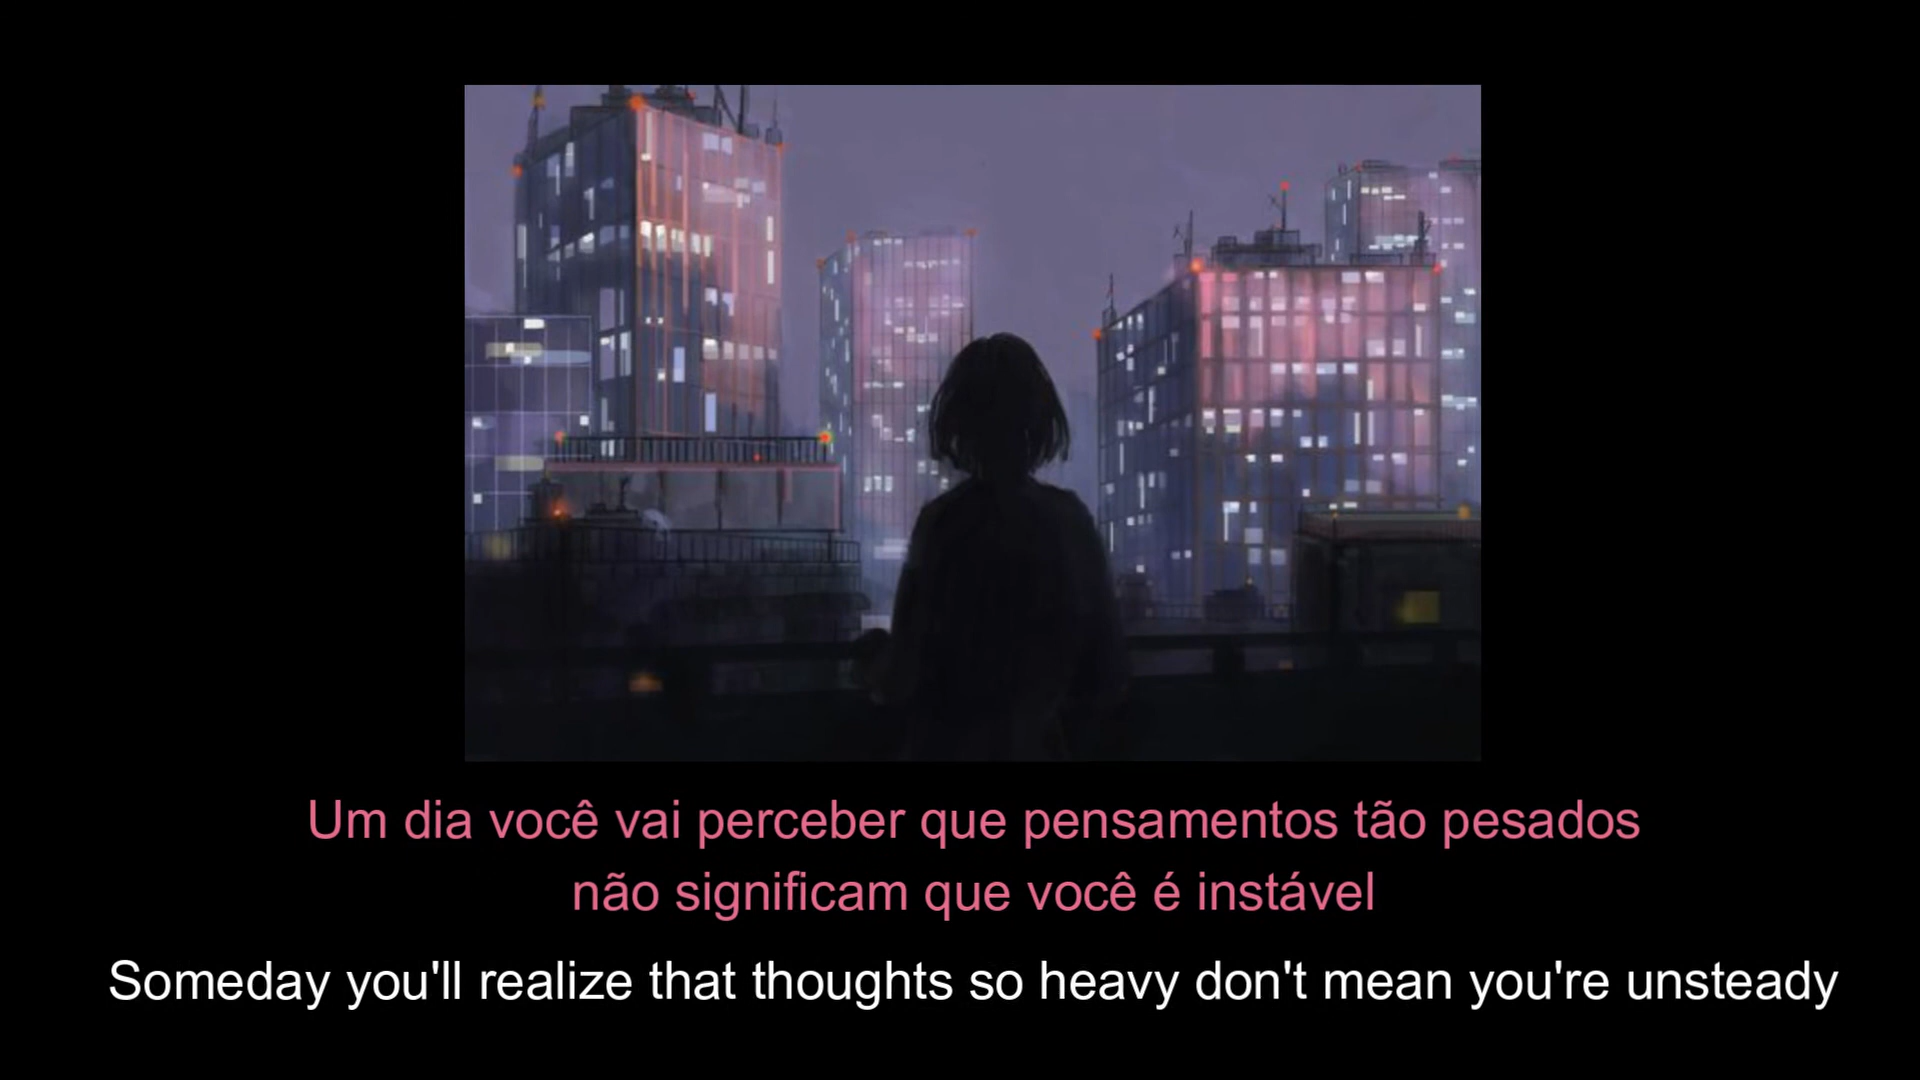 Um dia você vai perceber que pensamentos tão pesados
não significam que você é instável
Someday you'll realize that thoughts so heavy don't mean you're unsteady